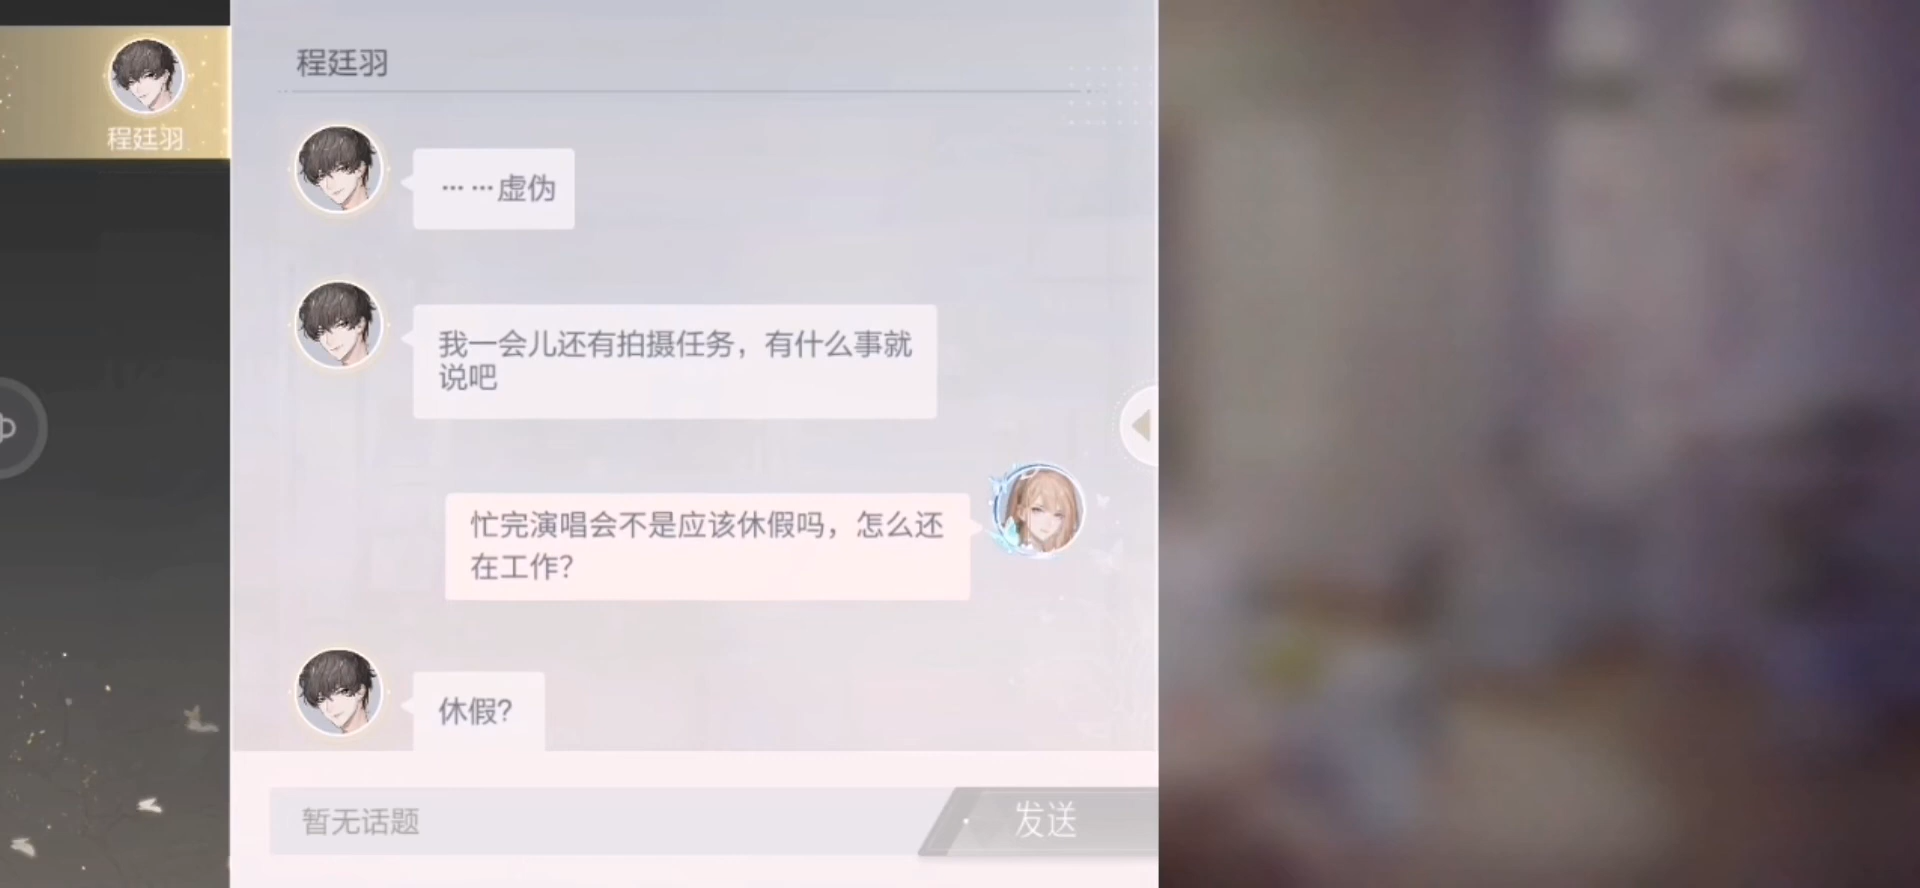 程廷羽
程廷羽
……虚伪
我一会儿还有拍摄任务，有什么事就
说吧
忙完演唱会不是应该休假吗，怎么还
在工作？
休假？
暂无话题
发送